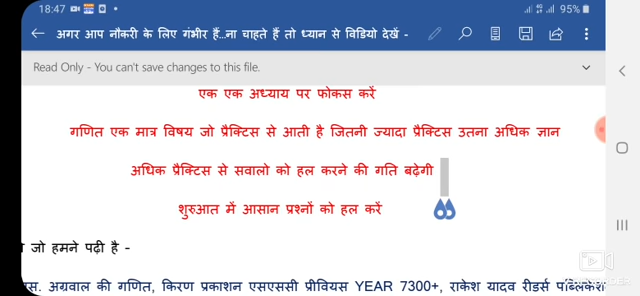 18:47
95%
अगर आप नौकरी के लिए गंभीर हैं...ना चाहते हैं तो ध्यान से विडियो देखें -
Read Only - You can't save changes to this file.
एक एक अध्याय पर फोकस करें
गणित एक मात्र विषय जो प्रैक्टिस से आती है जितनी ज्यादा प्रैक्टिस उतना अधिक ज्ञान
अधिक प्रैक्टिस से सवालो को हल करने की गति बढ़ेगी
शुरुआत में आसान प्रश्नों को हल करें
जो हमने पढ़ी है -
अग्रवाल की गणित, किरण प्रकाशन एसएससी प्रीवियस YEAR 7300+, राकेश यादव रीडर्स पब्लिकेशन